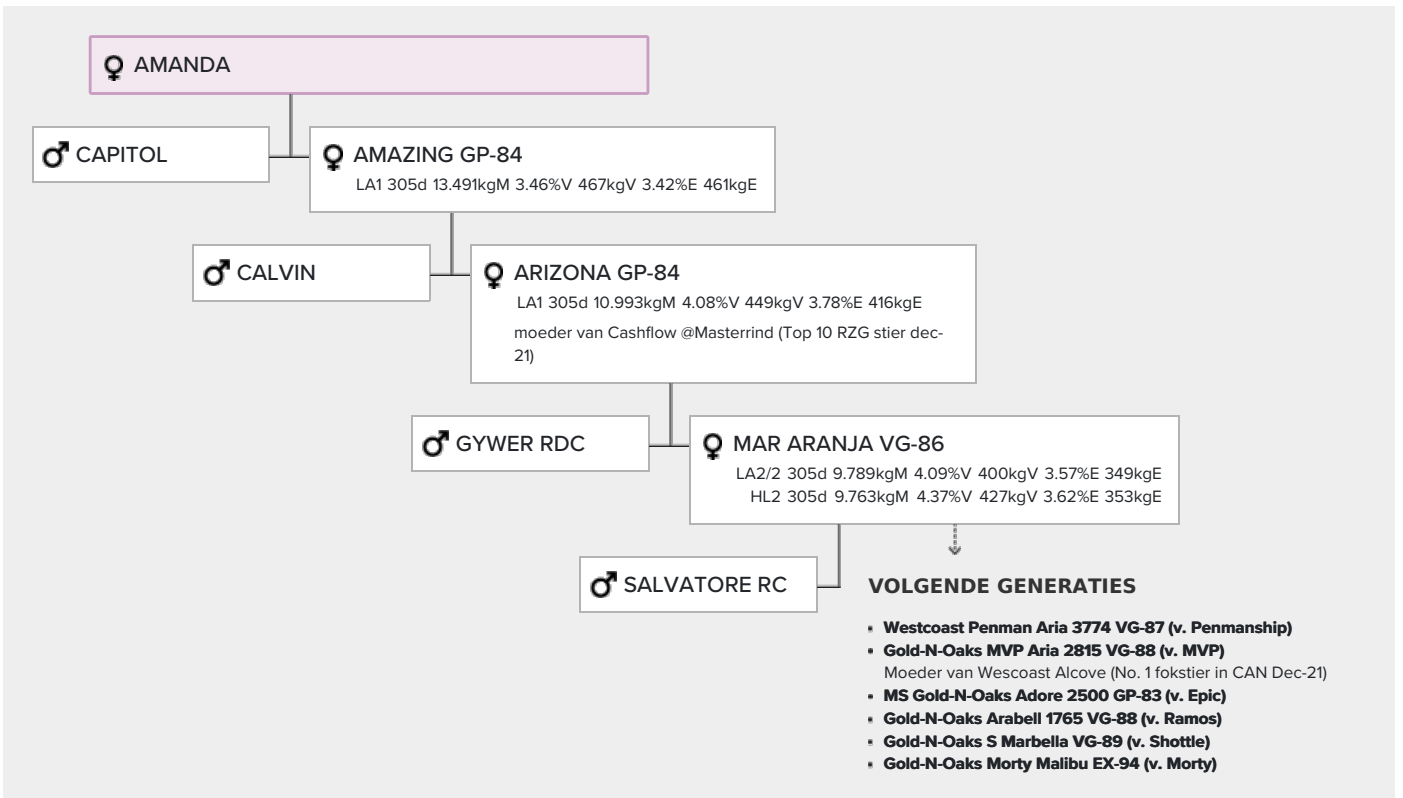 AMANDA
CAPITOL
AMAZING GP-84
LA1 305d 13.491kgM 3.46%V 467kgV 3.42%E 461kgE
CALVIN
ARIZONA GP-84
LA1 305d 10.993kgM 4.08%V 449kgV 3.78%E 416kgE
moeder van Cashflow @Masterrind (Top 10 RZG stier dec-
21)
GYWER RDC
MAR ARANJA VG-86
LA2/2 305d 9.789kgM 4.09%V 400kgV 3.57%E 349kgE
HL2 305d 9.763kgM 4.37%V 427kgV 3.62%E 353kgE
SALVATORE RC
VOLGENDE GENERATIES
Westcoast Penman Aria 3774 VG-87 (v. Penmanship)
Gold-N-Oaks MVP Aria 2815 VG-88 (v. MVP)
Moeder van Wescoast Alcove (No. 1 fokstier in CAN Dec-21)
MS Gold-N-Oaks Adore 2500 GP-83 (v. Epic)
Gold-N-Oaks Arabell 1765 VG-88 (v. Ramos)
Gold-N-Oaks S Marbella VG-89 (v. Shottle)
Gold-N-Oaks Morty Malibu EX-94 (v. Morty)